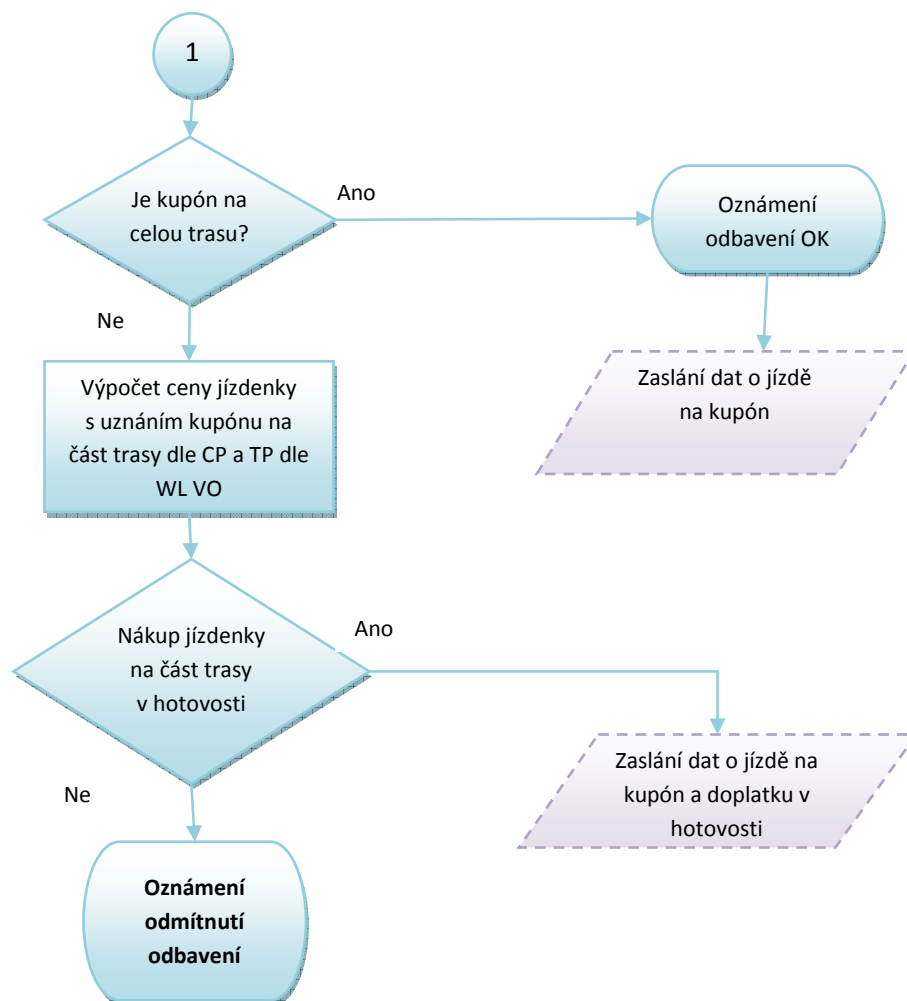 1
Je kupón na
celou trasu?
Ano
Oznámení
odbavení OK
Ne
Zaslání dat o jízdě
na kupón
Výpočet ceny jízdenky
s uznáním kupónu na
část trasy dle CP a TP dle
WL VO
Nákup jízdenky
na část trasy
v hotovosti
Ano
Zaslání dat o jízdě na
kupón a doplatku v
hotovosti
Ne
Oznámení
odmítnutí
odbavení